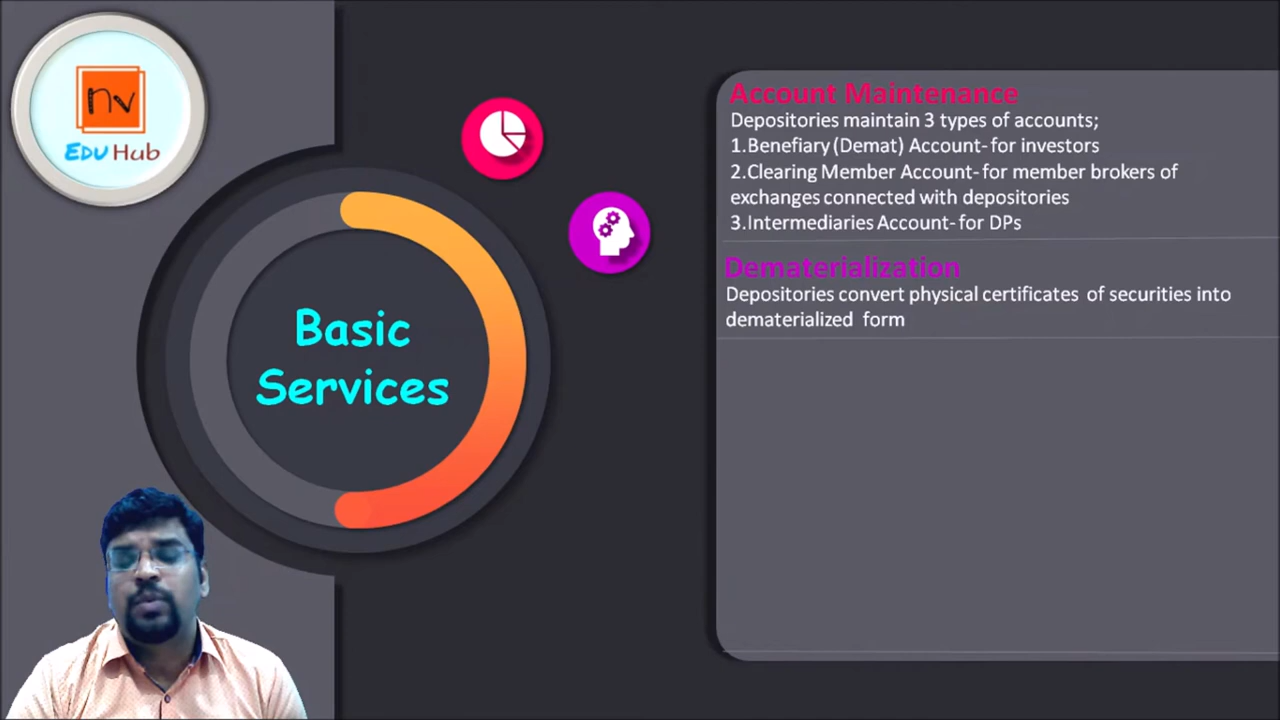 nv
EDU Hub
Basic
Services
Account Maintenance
Depositories maintain 3 types of accounts;
1.Benefiary (Demat) Account- for investors
2.Clearing Member Account- for member brokers of
exchanges connected with depositories
3.Intermediaries Account- for DPs
Dematerialization
Depositories convert physical certificates of securities into
dematerialized form